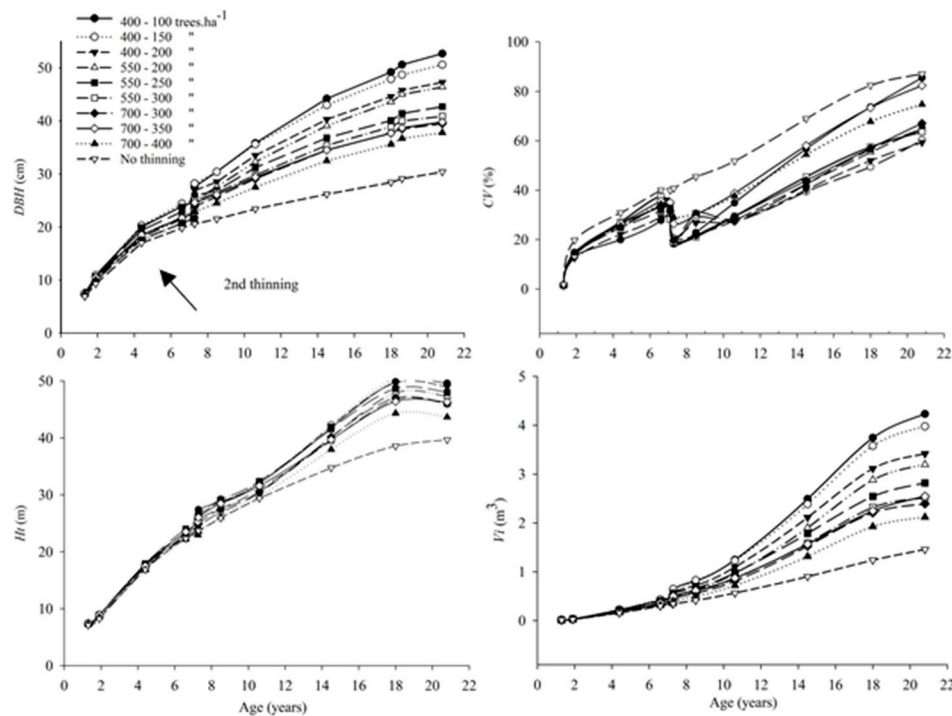 400 - 100 trees.ha-1
400 - 150 "
400 - 200 "
550 - 200 "
550 - 250 "
550 - 300 "
700 - 300 "
700 - 350 "
700 - 400 "
No thinning
DBH (cm)
50
40
30
20
10
0
2nd thinning
0 2 4 6 8 10 12 14 16 18 20 22
CV (%)
100
80
60
40
20
0
0 2 4 6 8 10 12 14 16 18 20 22
Ht (m)
50
40
30
20
10
0
0 2 4 6 8 10 12 14 16 18 20 22
Age (years)
Vi (m3)
5
4
3
2
1
0
0 2 4 6 8 10 12 14 16 18 20 22
Age (years)